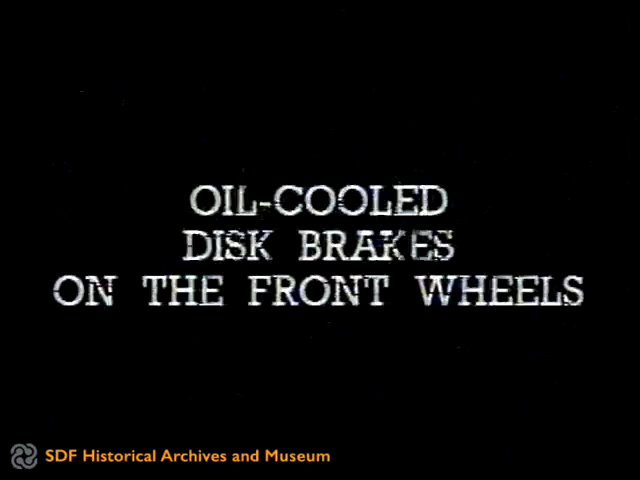 OIL-COOLED
DISK BRAKES
ON THE FRONT WHEELS
SDF Historical Archives and Museum